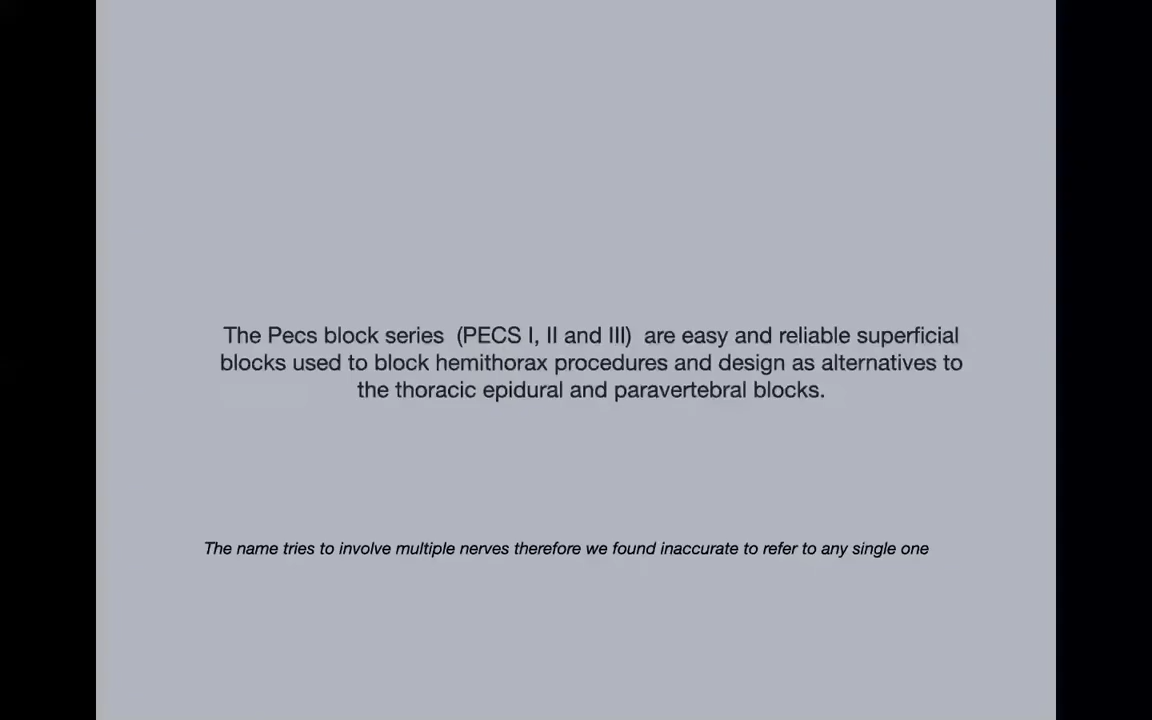 The Pecs block series  (PECS I, II and III)  are easy and reliable superficial
blocks used to block hemithorax procedures and design as alternatives to
the thoracic epidural and paravertebral blocks.
The name tries to involve multiple nerves therefore we found inaccurate to refer to any single one